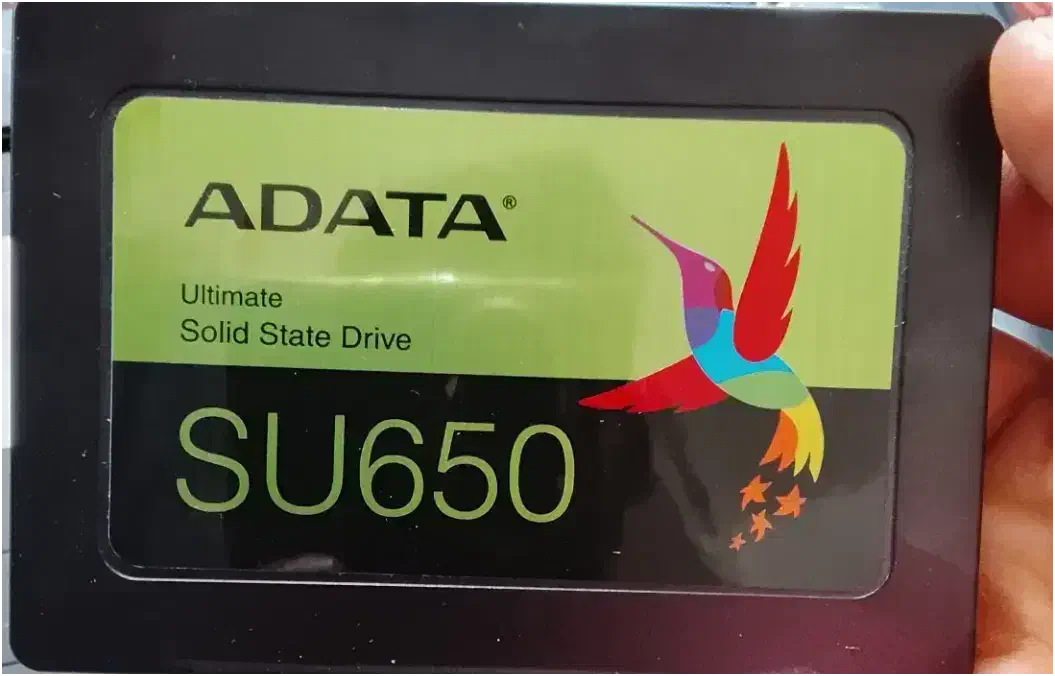 ADATA®
Ultimate
Solid State Drive
SU650